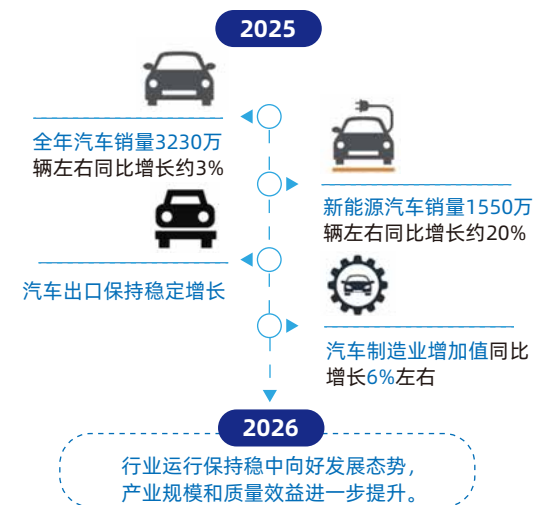 2025
全年汽车销量3230万
辆左右同比增长约3%
新能源汽车销量1550万
辆左右同比增长约20%
汽车出口保持稳定增长
汽车制造业增加值同比
增长6%左右
2026
行业运行保持稳中向好发展态势，
产业规模和质量效益进一步提升。